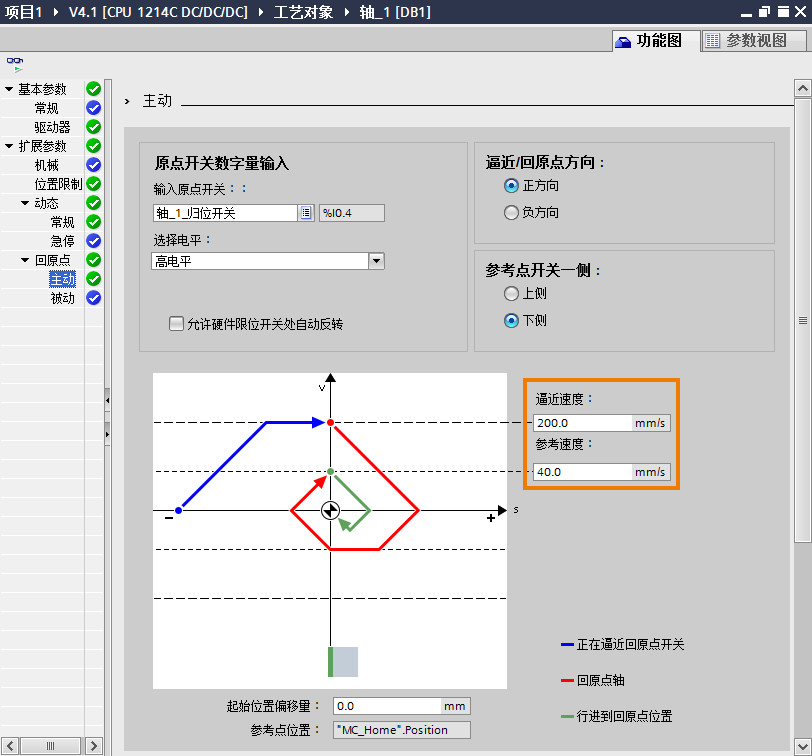 项目1 ▸ V4.1 [CPU 1214C DC/DC/DC] ▸ 工艺对象 ▸ 轴_1 [DB1]
功能图
参数视图
基本参数
常规
驱动器
扩展参数
机械
位置限制
动态
常规
急停
回原点
主动
被动
主动
原点开关数字量输入
输入原点开关：：
轴_1_归位开关
%I0.4
选择电平：
高电平
允许硬件限位开关处自动反转
逼近/回原点方向：
正方向
负方向
参考点开关一侧：
上侧
下侧
v
s
−
+
逼近速度：
200.0 mm/s
参考速度：
40.0 mm/s
正在逼近回原点开关
回原点轴
行进到回原点位置
起始位置偏移量： 0.0 mm
参考点位置： "MC_Home".Position